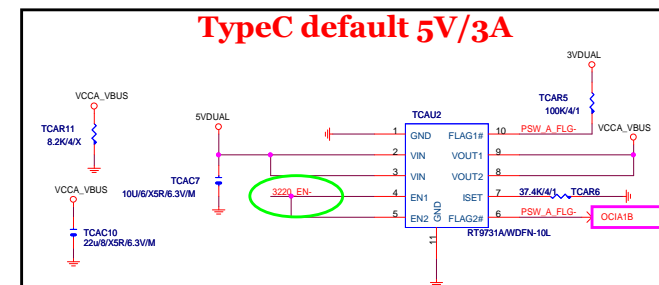 TypeC default 5V/3A
3VDUAL
VCCA_VBUS
TCAR11
8.2K/4/X
5VDUAL
TCAU2
TCAR5
100K/4/1
VCCA_VBUS
1 GND FLAG1# 10 PSW_A_FLG-
2 VIN VOUT1 9
3 VIN VOUT2 8
4 EN1 ISET 7 37.4K/4/1 TCAR6
5 EN2 FLAG2# 6 PSW_A_FLG- OCIA1B
GND
11
RT9731A/WDFN-10L
TCAC7
10U/6/X5R/6.3V/M
3220_EN-
VCCA_VBUS
TCAC10
22u/8/X5R/6.3V/M